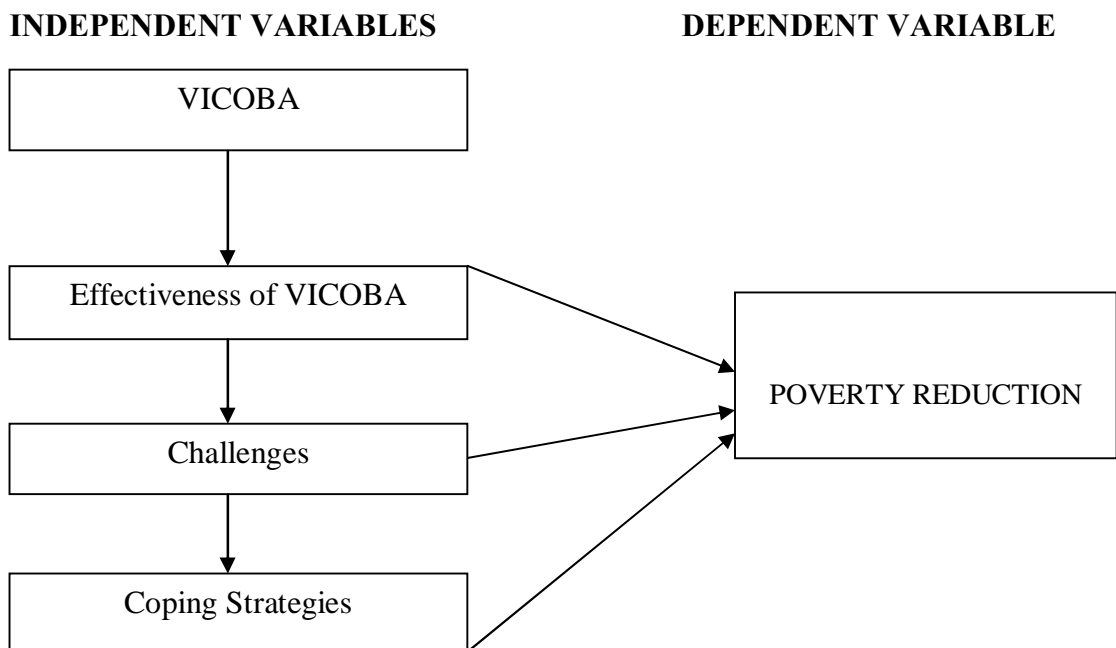 INDEPENDENT VARIABLES
DEPENDENT VARIABLE
VICOBA
Effectiveness of VICOBA
POVERTY REDUCTION
Challenges
Coping Strategies